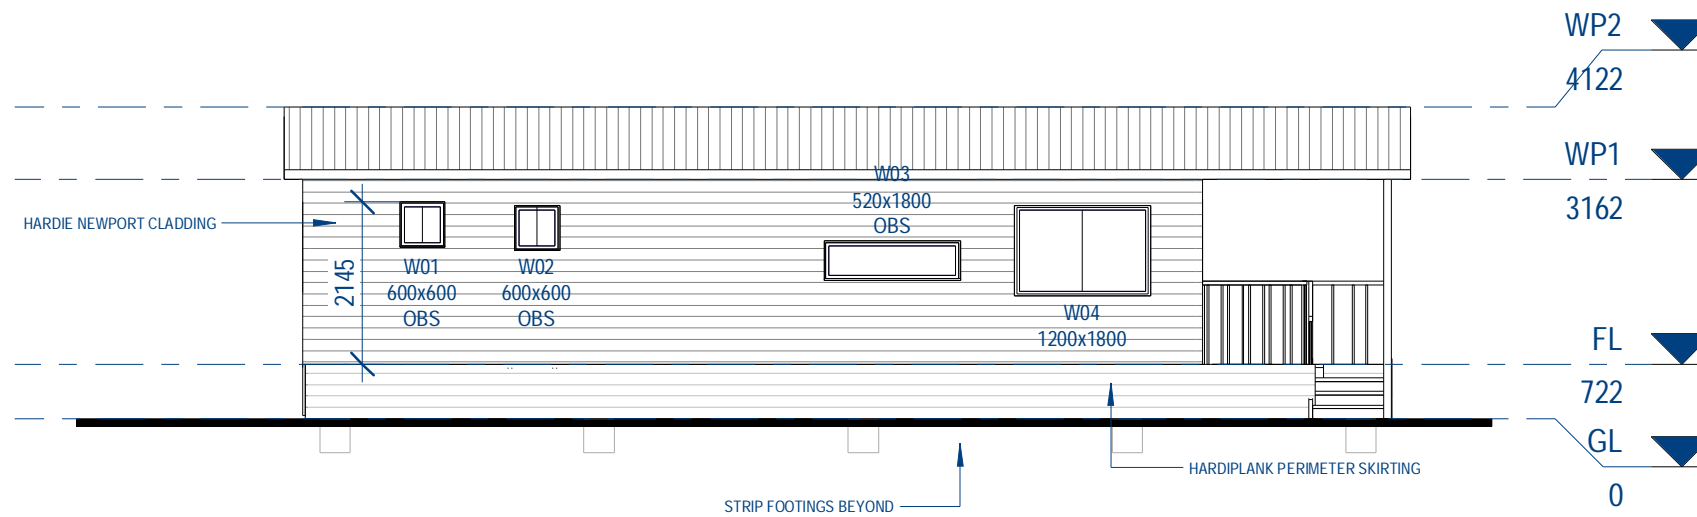 WP2
4122
WP1
3162
W03
520x1800
OBS
HARDIE NEWPORT CLADDING
2145
W01
600x600
OBS
W02
600x600
OBS
W04
1200x1800
FL
722
GL
0
HARDIPLANK PERIMETER SKIRTING
STRIP FOOTINGS BEYOND